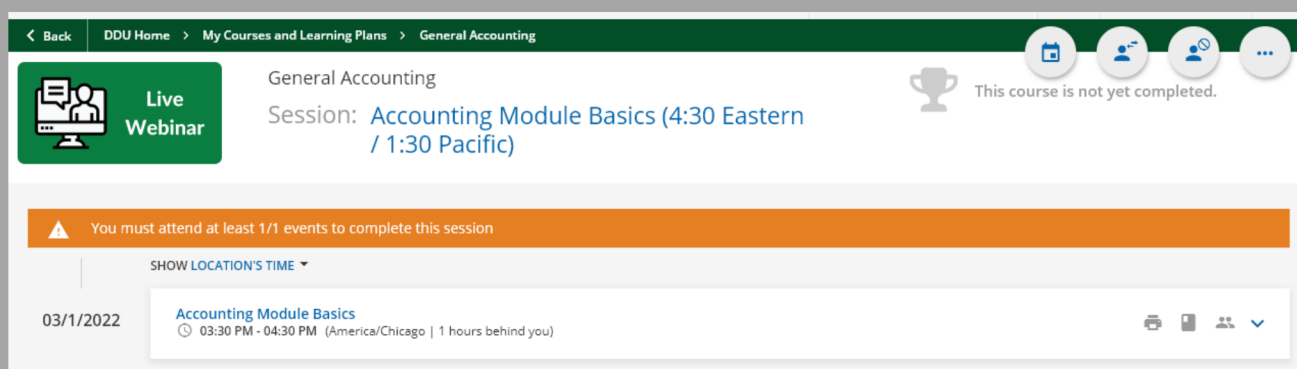 Back DDU Home > My Courses and Learning Plans > General Accounting
Live
Webinar
General Accounting
Session: Accounting Module Basics (4:30 Eastern
/ 1:30 Pacific)
This course is not yet completed.
You must attend at least 1/1 events to complete this session
SHOW LOCATION'S TIME
03/1/2022
Accounting Module Basics
03:30 PM - 04:30 PM (America/Chicago | 1 hours behind you)